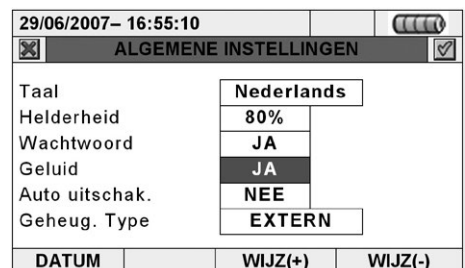 29/06/2007– 16:55:10
ALGEMENE INSTELLINGEN
Taal Nederlands
Helderheid 80%
Wachtwoord JA
Geluid JA
Auto uitschak. NEE
Geheug. Type EXTERN
DATUM WIJZ(+) WIJZ(-)